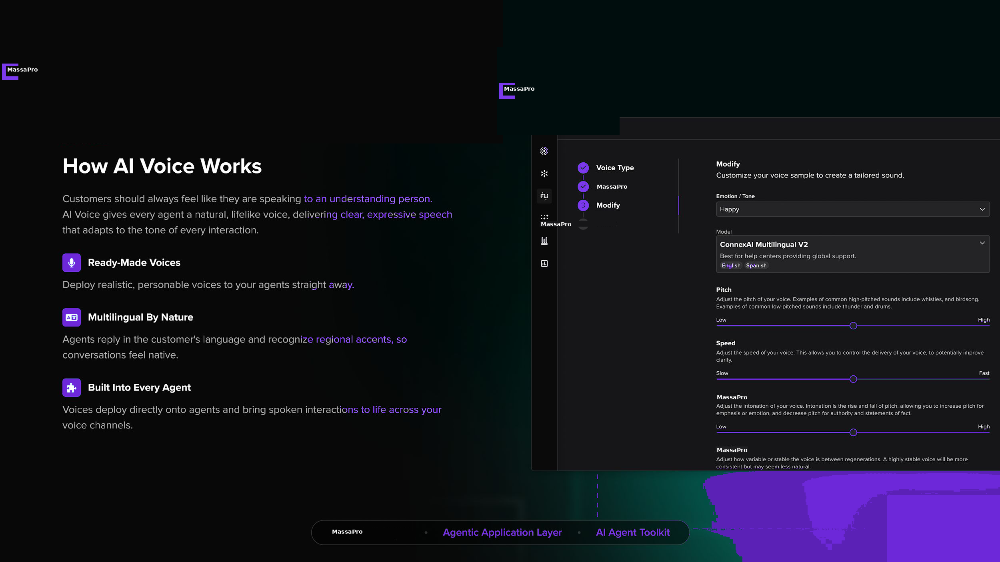 MassaPro
MassaPro
How AI Voice Works
Customers should always feel like they are speaking to an understanding person.
AI Voice gives every agent a natural, lifelike voice, delivering clear, expressive speech
that adapts to the tone of every interaction.
Ready-Made Voices
Deploy realistic, personable voices to your agents straight away.
Multilingual By Nature
Agents reply in the customer's language and recognize regional accents, so
conversations feel native.
Built Into Every Agent
Voices deploy directly onto agents and bring spoken interactions to life across your
voice channels.
Voice Type
MassaPro
3 Modify
MassaPro
Modify
Customize your voice sample to create a tailored sound.
Emotion / Tone
Happy
Model
ConnexAI Multilingual V2
Best for help centers providing global support.
English Spanish
Pitch
Adjust the pitch of your voice. Examples of common high-pitched sounds include whistles, and birdsong.
Examples of common low-pitched sounds include thunder and drums.
Low High
Speed
Adjust the speed of your voice. This allows you to control the delivery of your voice, to potentially improve
clarity.
Slow Fast
MassaPro
Adjust the intonation of your voice. Intonation is the rise and fall of pitch, allowing you to increase pitch for
emphasis or emotion, and decrease pitch for authority and statements of fact.
Low High
MassaPro
Adjust how variable or stable the voice is between regenerations. A highly stable voice will be more
consistent but may seem less natural.
MassaPro • Agentic Application Layer • AI Agent Toolkit